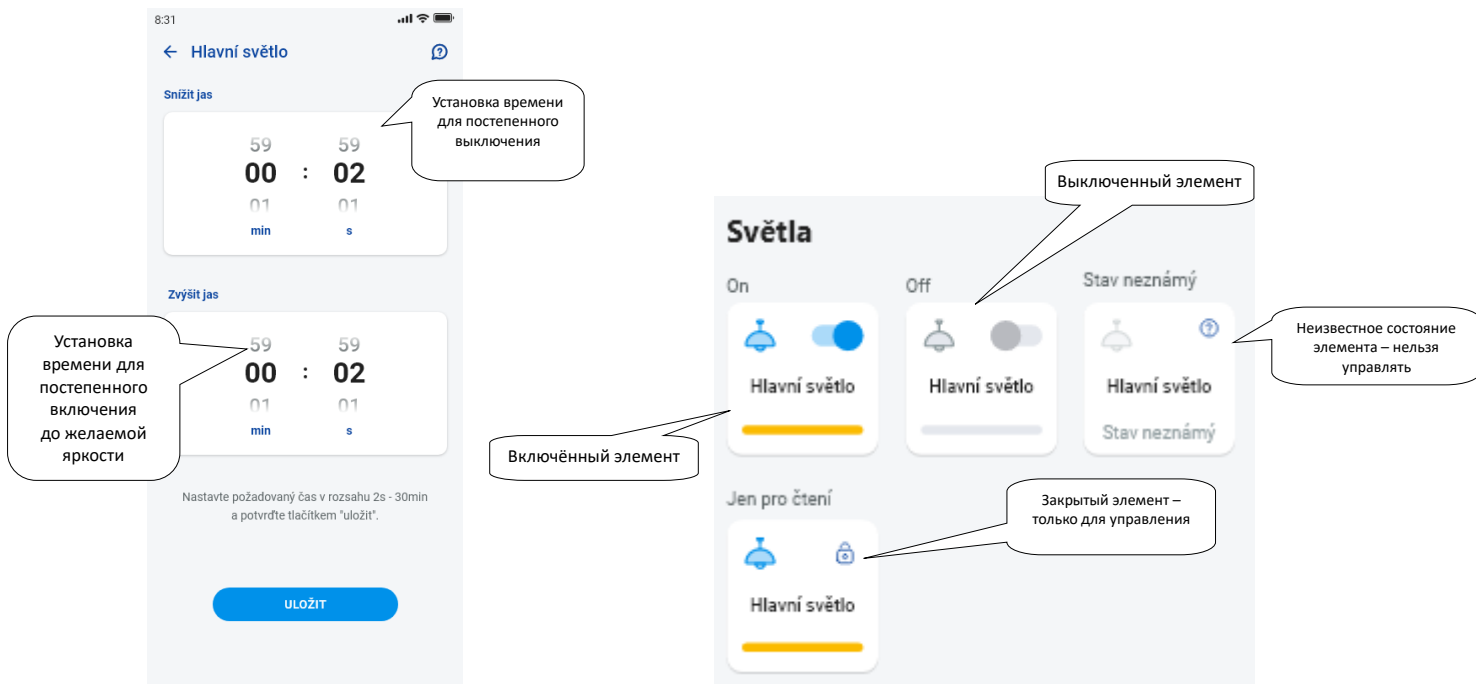 8:31
Hlavní světlo
Snížit jas
59 59
00 : 02
01 01
min s
Установка времени
для постепенного
выключения
Zvýšit jas
59 59
00 : 02
01 01
min s
Установка
времени для
постепенного
включения
до желаемой
яркости
Nastavte požadovaný čas v rozsahu 2s - 30min
a potvrďte tlačítkem "uložit".
ULOŽIT
Выключенный элемент
Světla
On
Hlavní světlo
Off
Hlavní světlo
Stav neznámý
Hlavní světlo
Stav neznámý
Неизвестное состояние
элемента – нельзя
управлять
Включённый элемент
Jen pro čtení
Hlavní světlo
Закрытый элемент –
только для управления